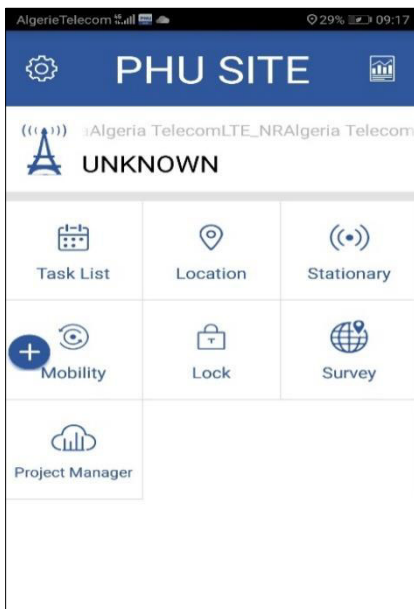 AlgerieTelecom 29% 09:17
PHU SITE
Algeria TelecomLTE_NRAlgeria Telecom
UNKNOWN
Task List Location Stationary
Mobility Lock Survey
Project Manager